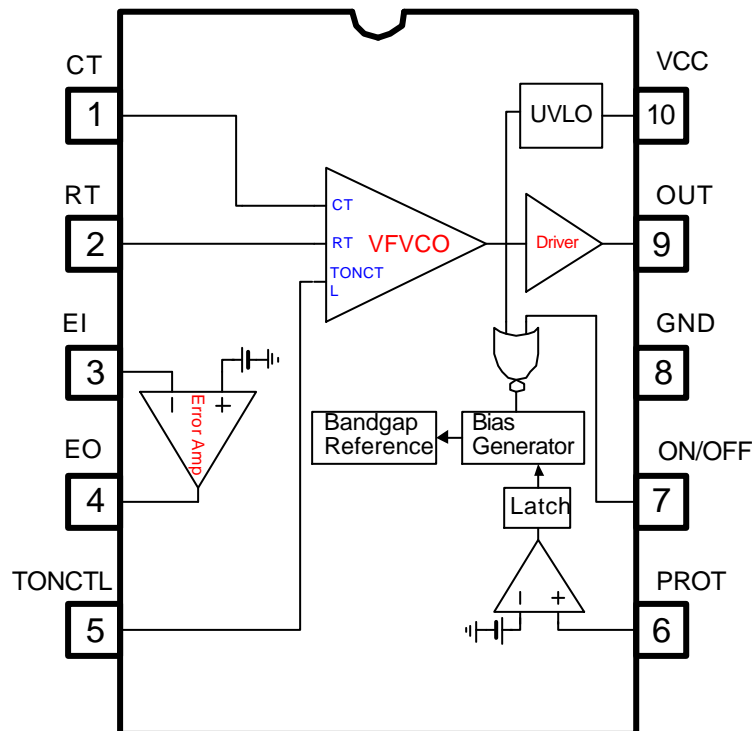 CT
VCC
1
UVLO
10
RT
OUT
CT
2
RT
VFVCO
Driver
9
TONCT
L
EI
GND
3
8
Error Amp
EO
Bandgap
Reference
Bias
Generator
ON/OFF
4
Latch
7
TONCTL
PROT
5
6